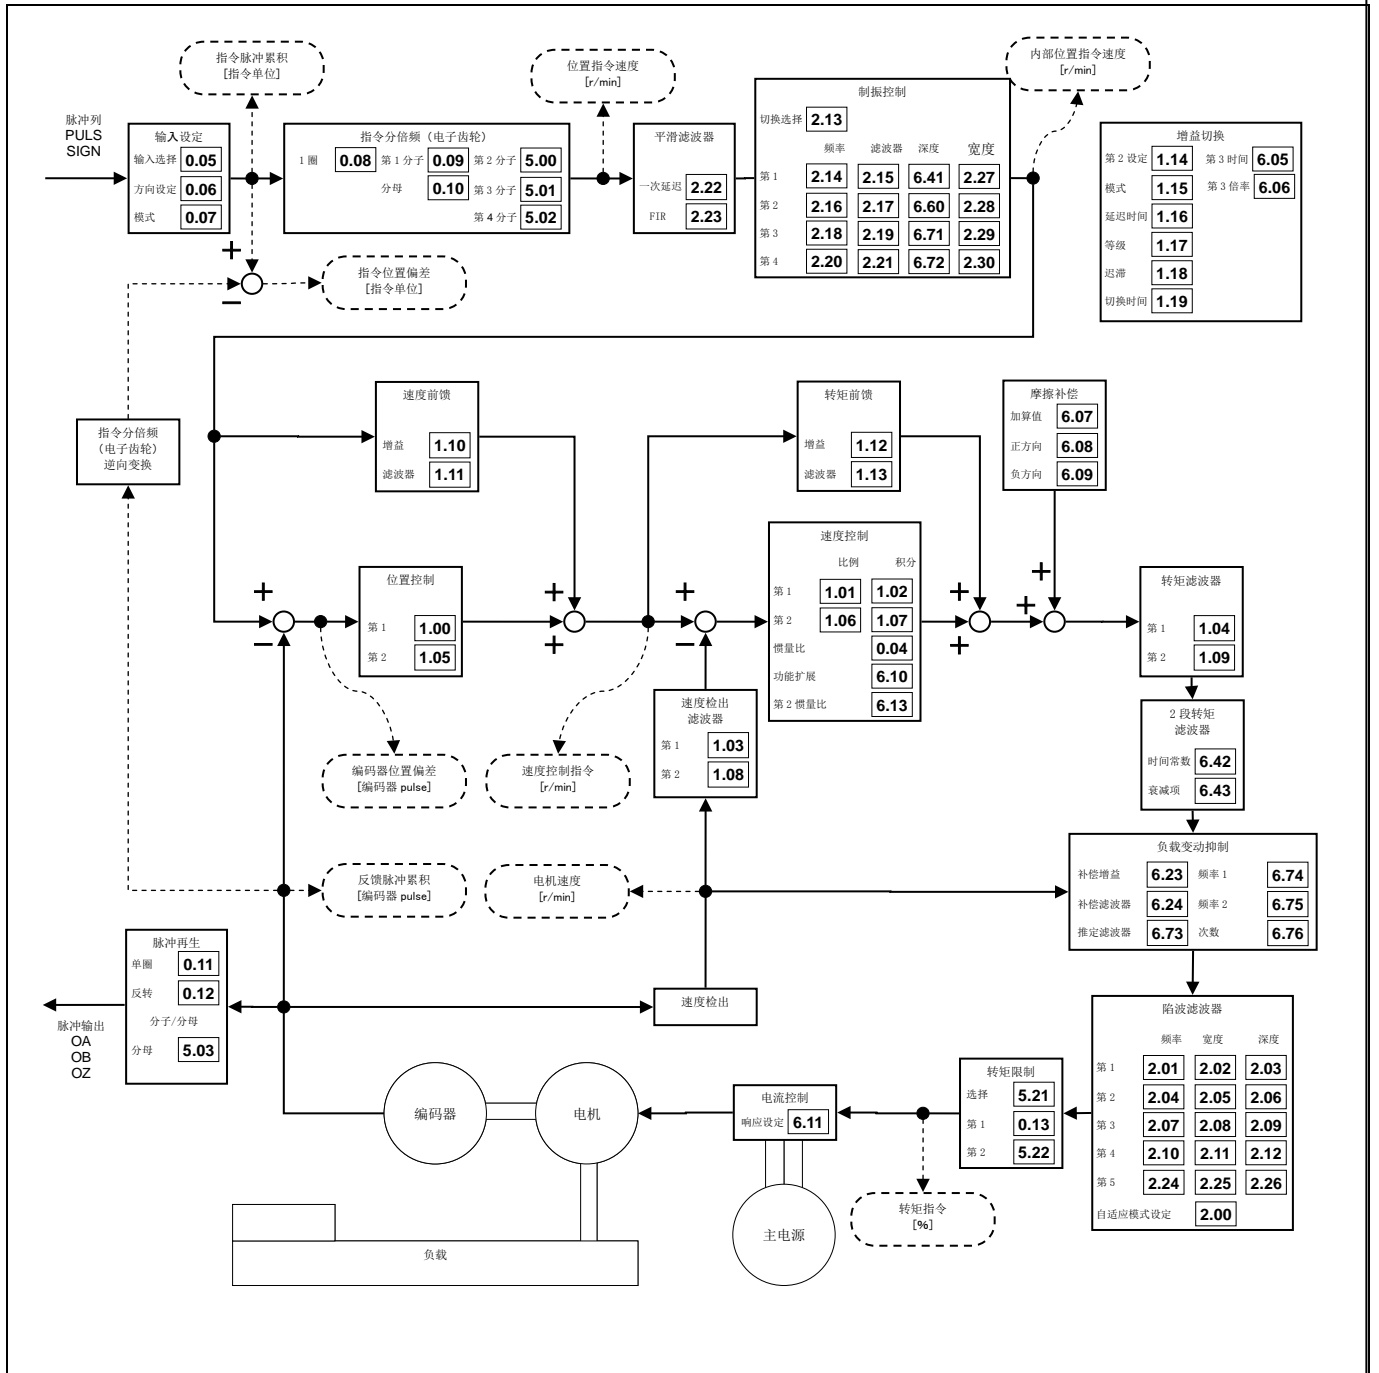 指令脉冲累积
[指令单位]
位置指令速度
[r/min]
内部位置指令速度
[r/min]
脉冲列
PULS
SIGN
输入设定
输入选择 0.05
方向设定 0.06
模式 0.07
指令分倍频（电子齿轮）
1 圈 0.08 第 1 分子 0.09 第 2 分子 5.00
分母 0.10 第 3 分子 5.01
第 4 分子 5.02
平滑滤波器
一次延迟 2.22
FIR 2.23
制振控制
切换选择 2.13
频率 滤波器 深度 宽度
第 1 2.14 2.15 6.41 2.27
第 2 2.16 2.17 6.60 2.28
第 3 2.18 2.19 6.71 2.29
第 4 2.20 2.21 6.72 2.30
增益切换
第 2 设定 1.14 第 3 时间 6.05
模式 1.15 第 3 倍率 6.06
延迟时间 1.16
等级 1.17
迟滞 1.18
切换时间 1.19
+
−
指令位置偏差
[指令单位]
指令分倍频
（电子齿轮）
逆向变换
速度前馈
增益 1.10
滤波器 1.11
转矩前馈
增益 1.12
滤波器 1.13
摩擦补偿
加算值 6.07
正方向 6.08
负方向 6.09
+
−
位置控制
第 1 1.00
第 2 1.05
+
+
+
−
速度控制
比例 积分
第 1 1.01 1.02
第 2 1.06 1.07
惯量比 0.04
功能扩展 6.10
第 2 惯量比 6.13
+
+
+
+
转矩滤波器
第 1 1.04
第 2 1.09
速度检出
滤波器
第 1 1.03
第 2 1.08
2 段转矩
滤波器
时间常数 6.42
衰减项 6.43
编码器位置偏差
[编码器 pulse]
速度控制指令
[r/min]
负载变动抑制
补偿增益 6.23 频率 1 6.74
补偿滤波器 6.24 频率 2 6.75
推定滤波器 6.73 次数 6.76
反馈脉冲累积
[编码器 pulse]
电机速度
[r/min]
脉冲再生
单圈 0.11
反转 0.12
分子/分母
分母 5.03
脉冲输出
OA
OB
OZ
速度检出
陷波滤波器
频率 宽度 深度
第 1 2.01 2.02 2.03
第 2 2.04 2.05 2.06
第 3 2.07 2.08 2.09
第 4 2.10 2.11 2.12
第 5 2.24 2.25 2.26
自适应模式设定 2.00
转矩限制
选择 5.21
第 1 0.13
第 2 5.22
电流控制
响应设定 6.11
编码器
电机
转矩指令
[%]
主电源
负载